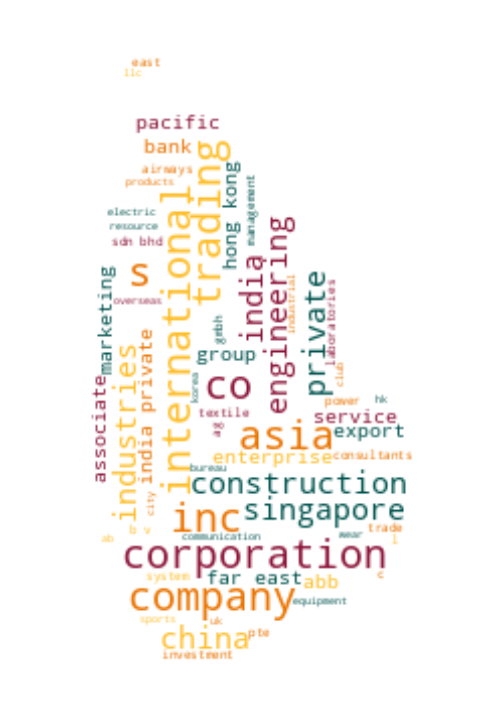 east
llc
pacific
bank
trading
airways
products
hong kong
management
international
electric
resource
sdn bhd
engineering
india
s
marketing
overseas
private
industrial
laboratories
gmbh
industries
india private
group
club
associate
korea
co
power
hk
textile
service
ag
asia
export
enterprise
consultants
bureau
construction
city
inc
singapore
b v
trade
ab
communication
wear
l
corporation
system
far east
abb
c
company
equipment
sports
uk
china
pte
investment